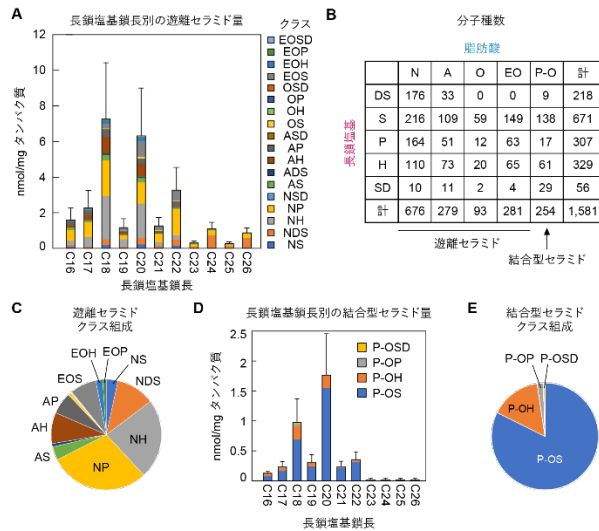 A
長鎖塩基鎖長別の遊離セラミド量
クラス
nmol/mg タンパク質
12
10
8
6
4
2
0
C16
C17
C18
C19
C20
C21
C22
C23
C24
C25
C26
長鎖塩基鎖長
EOSD
EOP
EOH
EOS
OSD
OP
OH
OS
ASD
AP
AH
ADS
AS
NSD
NP
NH
NDS
NS
B
分子種数
脂肪酸
長鎖塩基
N A O EO P-O 計
DS 176 33 0 0 9 218
S 216 109 59 149 138 671
P 164 51 12 63 17 307
H 110 73 20 65 61 329
SD 10 11 2 4 29 56
計 676 279 93 281 254 1,581
遊離セラミド
結合型セラミド
C
遊離セラミド
クラス組成
EOH
EOP
NS
EOS
NDS
AP
AH
NH
AS
NP
D
長鎖塩基鎖長別の結合型セラミド量
nmol/mg タンパク質
2.5
2
1.5
1
0.5
0
P-OSD
P-OP
P-OH
P-OS
C16
C17
C18
C19
C20
C21
C22
C23
C24
C25
C26
長鎖塩基鎖長
E
結合型セラミド
クラス組成
P-OP
P-OSD
P-OH
P-OS